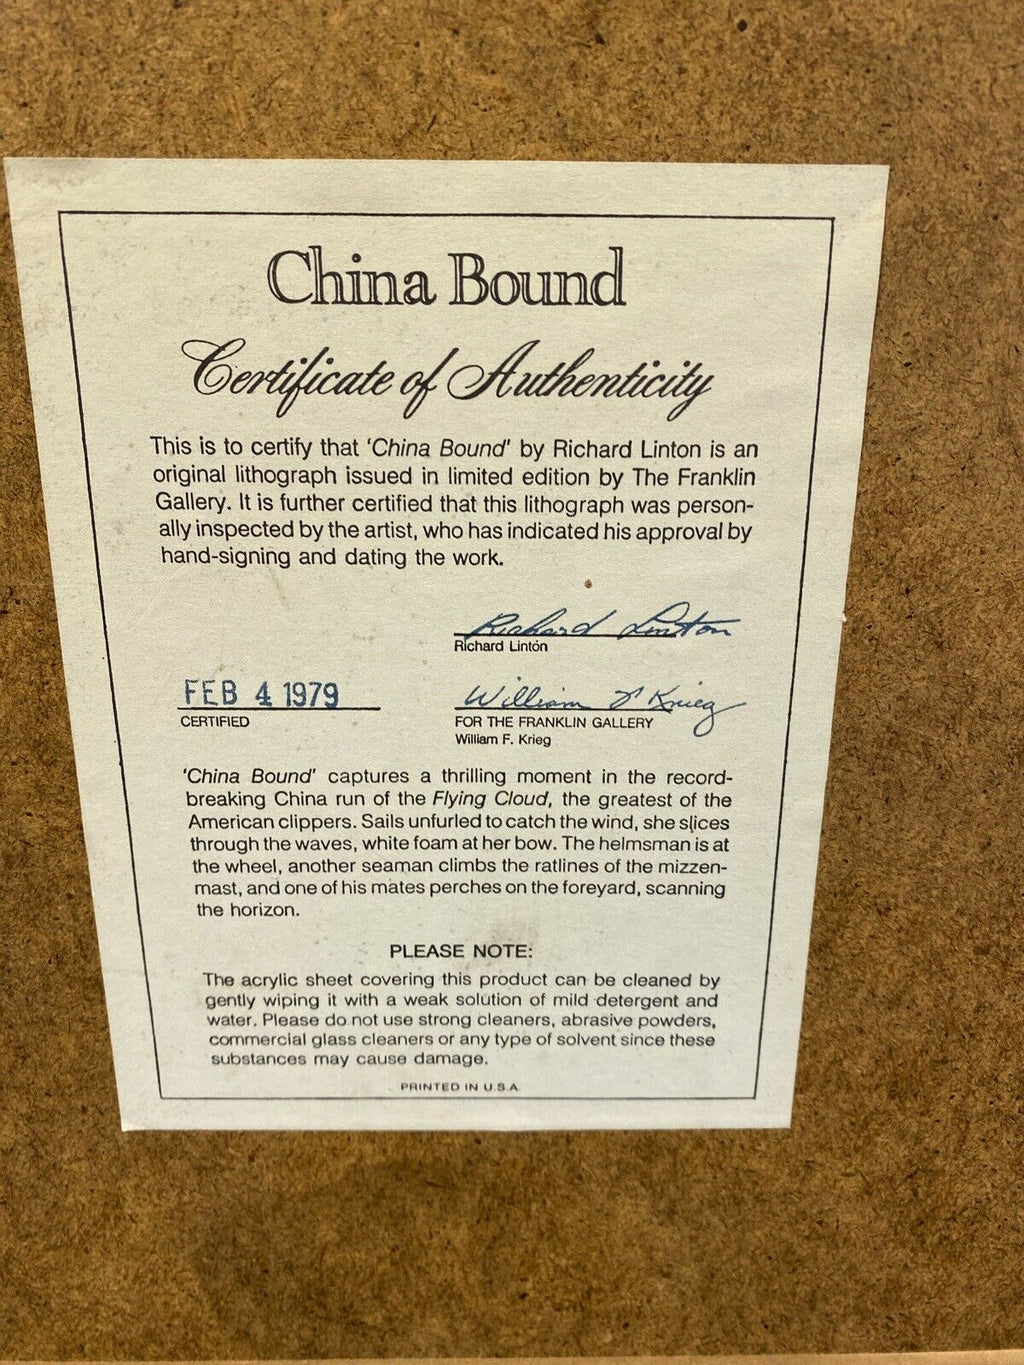 China Bound
Certificate of Authenticity
This is to certify that 'China Bound' by Richard Linton is an
original lithograph issued in limited edition by The Franklin
Gallery. It is further certified that this lithograph was person-
ally inspected by the artist, who has indicated his approval by
hand-signing and dating the work.
Richard Linton
Richard Linton
FEB 4 1979
CERTIFIED
William F Krieg
FOR THE FRANKLIN GALLERY
William F. Krieg
'China Bound' captures a thrilling moment in the record-
breaking China run of the Flying Cloud, the greatest of the
American clippers. Sails unfurled to catch the wind, she slices
through the waves, white foam at her bow. The helmsman is at
the wheel, another seaman climbs the ratlines of the mizzen-
mast, and one of his mates perches on the foreyard, scanning
the horizon.
PLEASE NOTE:
The acrylic sheet covering this product can be cleaned by
gently wiping it with a weak solution of mild detergent and
water. Please do not use strong cleaners, abrasive powders,
commercial glass cleaners or any type of solvent since these
substances may cause damage.
PRINTED IN U.S.A.